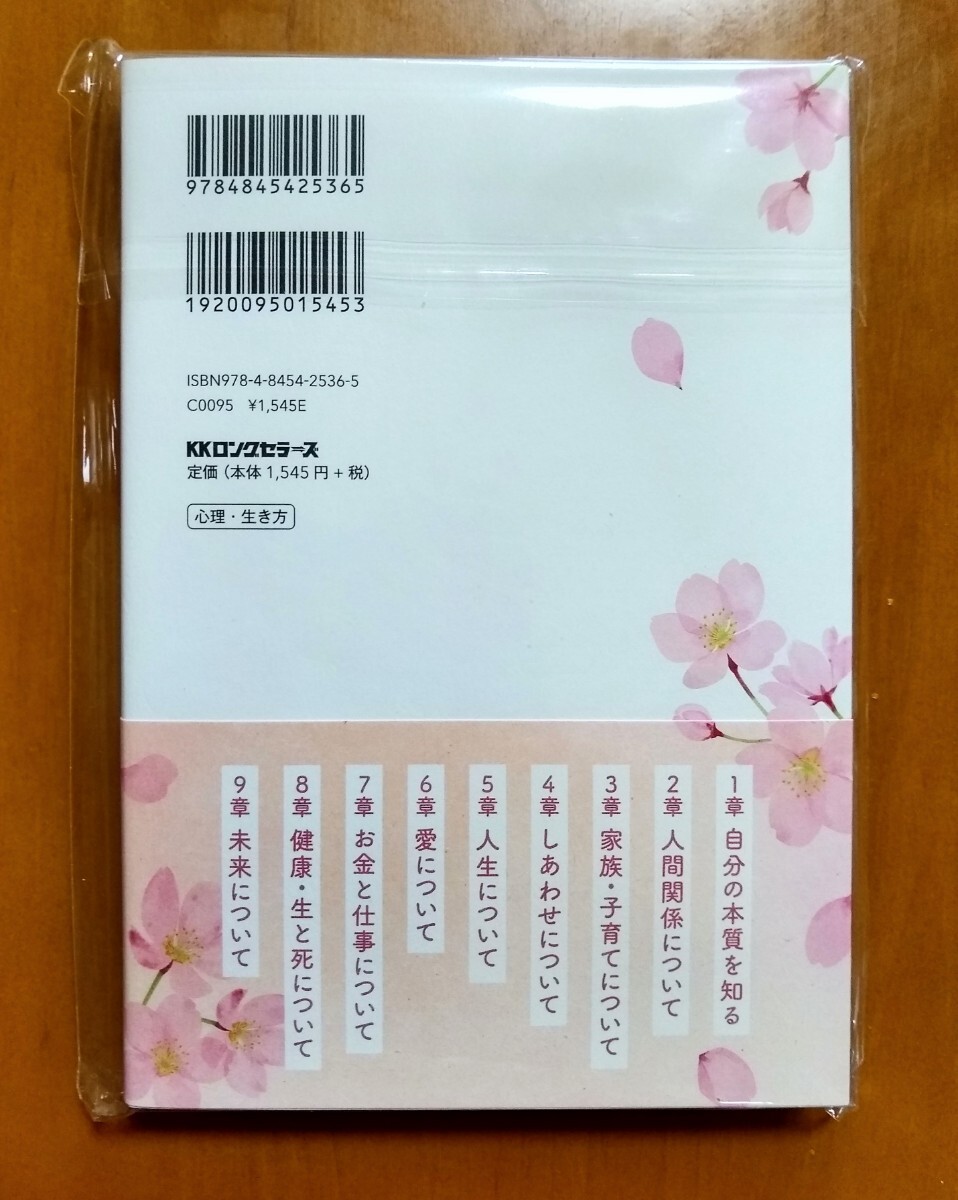 9784845425365
1920095015453
ISBN978-4-8454-2536-5
C0095 ¥1,545E
KKロングセラーズ
定価（本体1,545円+税）
心理・生き方
1章 自分の本質を知る
2章 人間関係について
3章 家族・子育てについて
4章 しあわせについて
5章 人生について
6章 愛について
7章 お金と仕事について
8章 健康・生と死について
9章 未来について